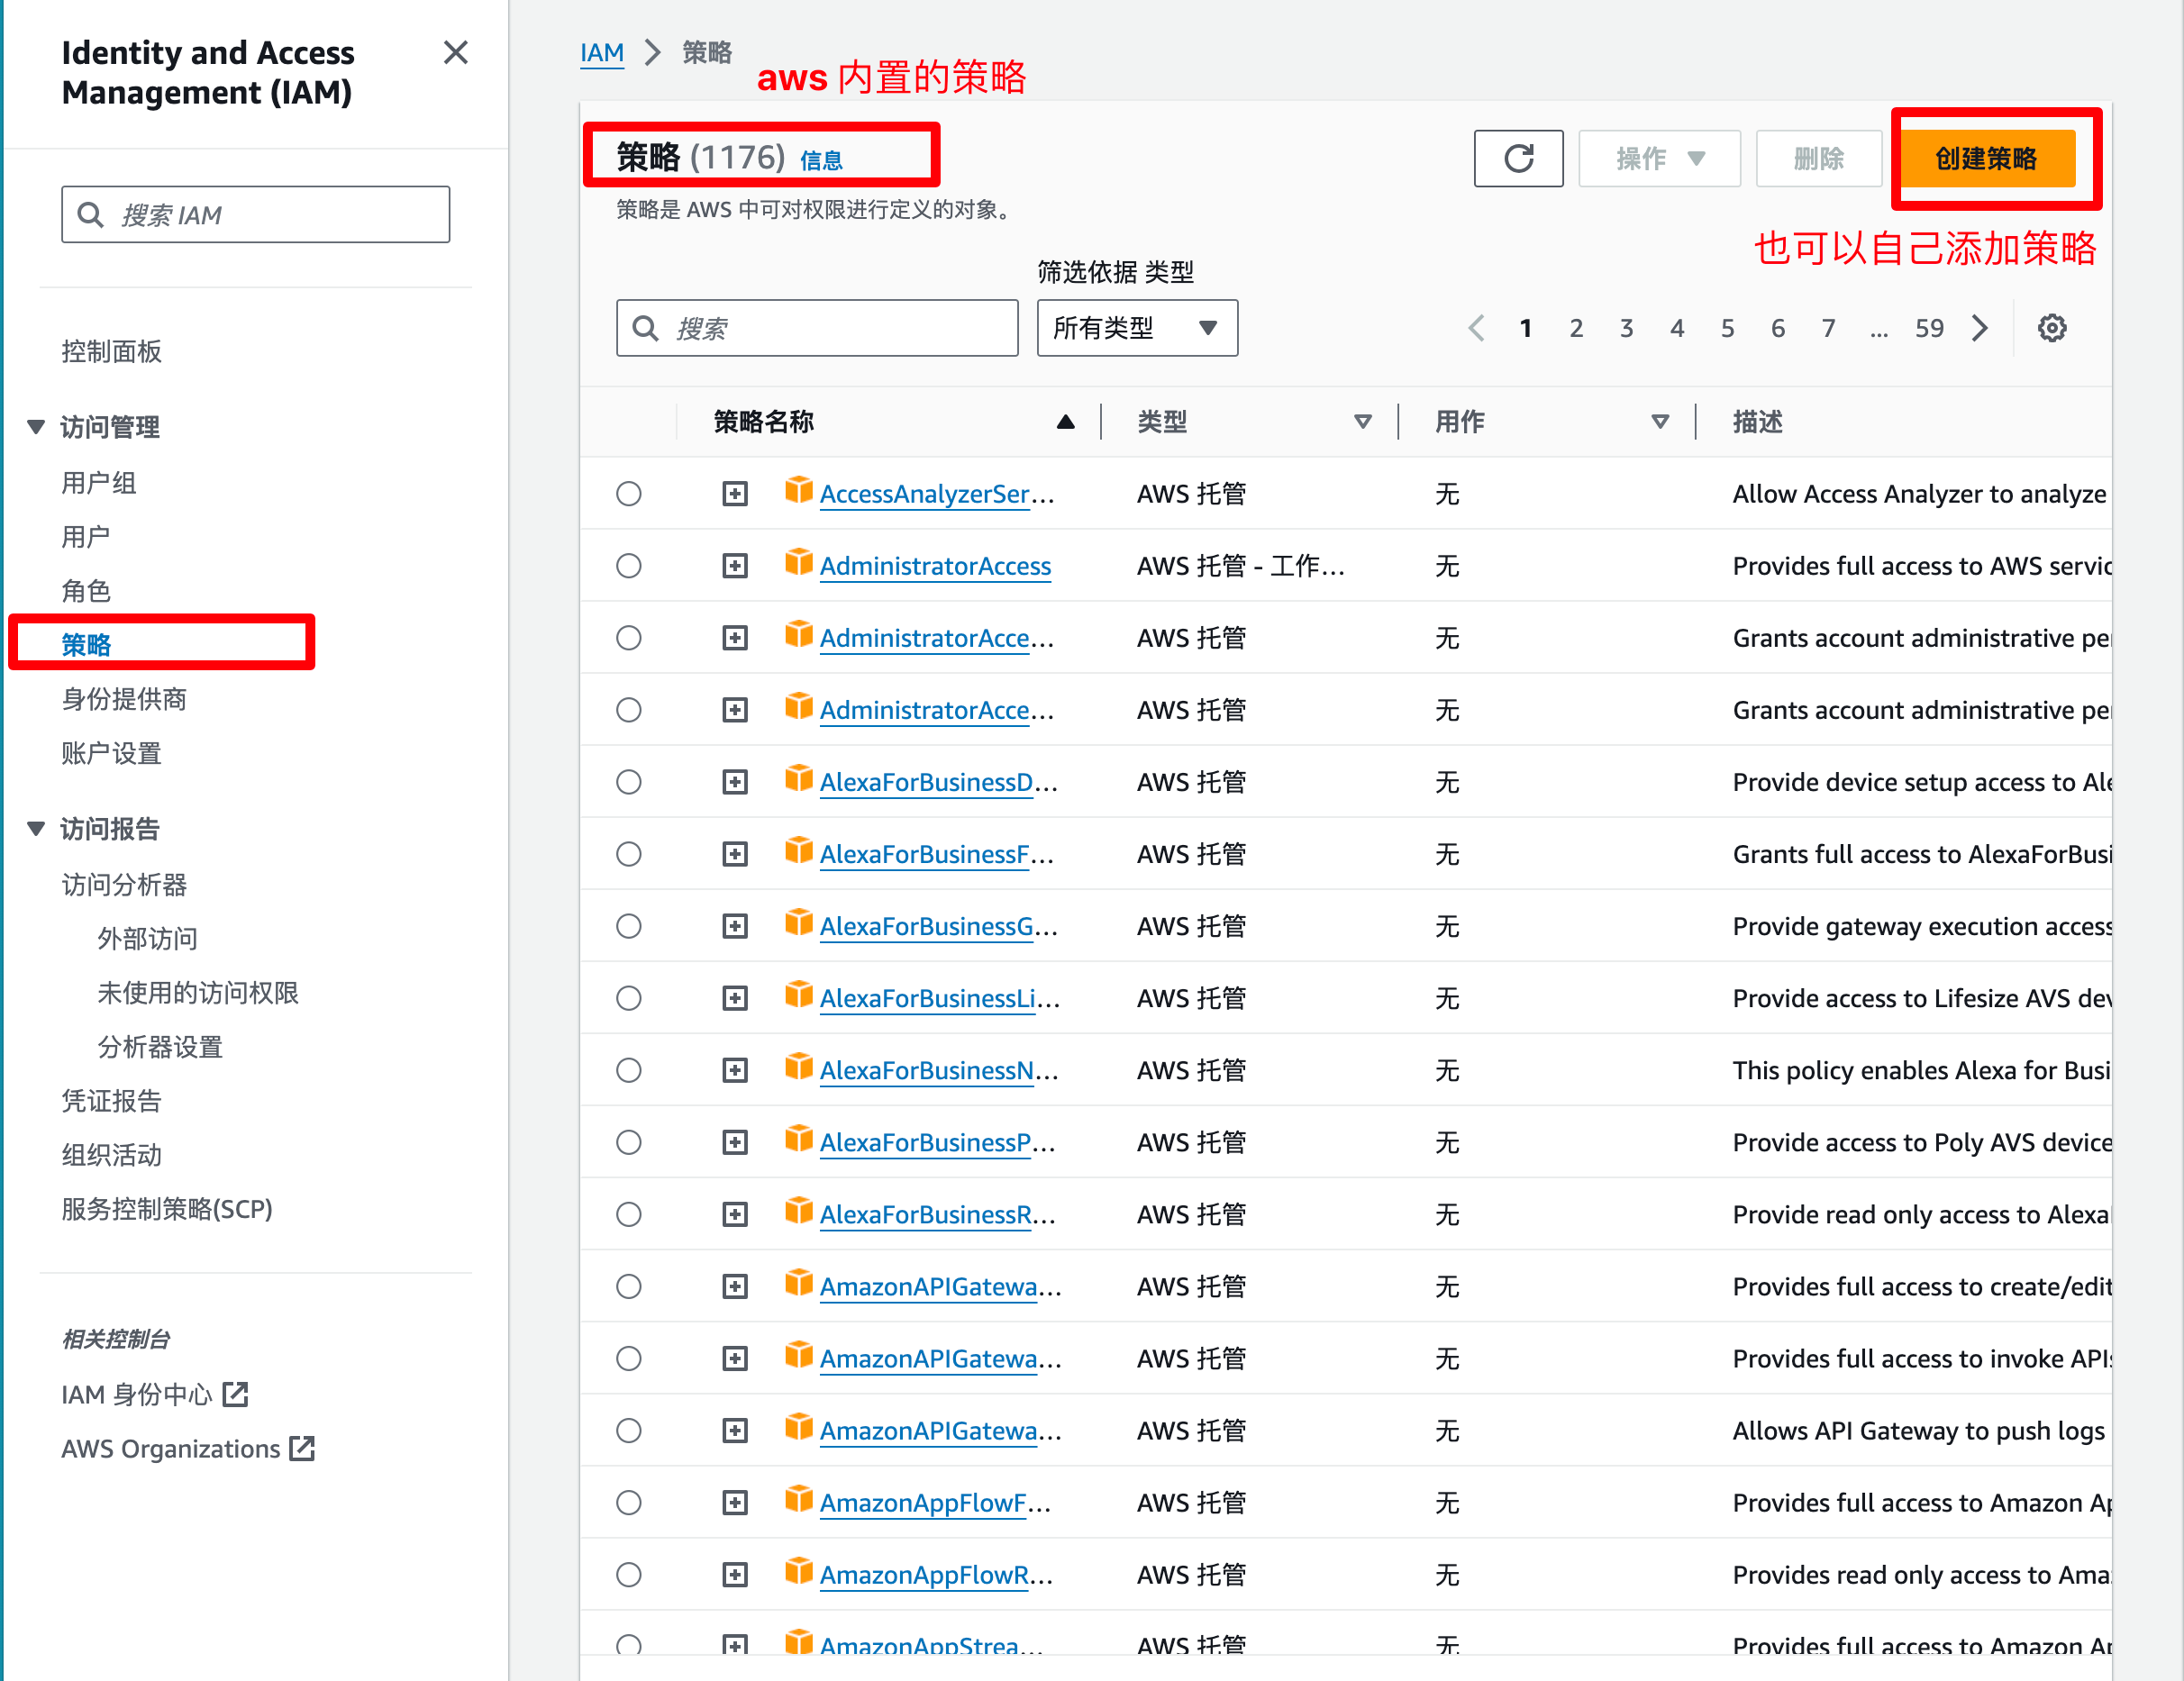 Identity and Access
Management (IAM)
搜索 IAM
控制面板
访问管理
用户组
用户
角色
策略
身份提供商
账户设置
访问报告
访问分析器
外部访问
未使用的访问权限
分析器设置
凭证报告
组织活动
服务控制策略(SCP)
相关控制台
IAM 身份中心
AWS Organizations
IAM > 策略
aws 内置的策略
策略 (1176) 信息
操作
删除
创建策略
策略是 AWS 中可对权限进行定义的对象。
也可以自己添加策略
筛选依据 类型
搜索
所有类型
1 2 3 4 5 6 7 ... 59
策略名称 类型 用作 描述
AccessAnalyzerSer... AWS 托管 无 Allow Access Analyzer to analyze
AdministratorAccess AWS 托管 - 工作... 无 Provides full access to AWS servic
AdministratorAcce... AWS 托管 无 Grants account administrative per
AdministratorAcce... AWS 托管 无 Grants account administrative per
AlexaForBusinessD... AWS 托管 无 Provide device setup access to Ale
AlexaForBusinessF... AWS 托管 无 Grants full access to AlexaForBusi
AlexaForBusinessG... AWS 托管 无 Provide gateway execution access
AlexaForBusinessLi... AWS 托管 无 Provide access to Lifesize AVS dev
AlexaForBusinessN... AWS 托管 无 This policy enables Alexa for Busi
AlexaForBusinessP... AWS 托管 无 Provide access to Poly AVS device
AlexaForBusinessR... AWS 托管 无 Provide read only access to Alexa
AmazonAPIGatewa... AWS 托管 无 Provides full access to create/edit
AmazonAPIGatewa... AWS 托管 无 Provides full access to invoke APIs
AmazonAPIGatewa... AWS 托管 无 Allows API Gateway to push logs
AmazonAppFlowF... AWS 托管 无 Provides full access to Amazon Ap
AmazonAppFlowR... AWS 托管 无 Provides read only access to Ama
AmazonAppStrea... AWS 托管 无 Provides full access to Amazon Ap